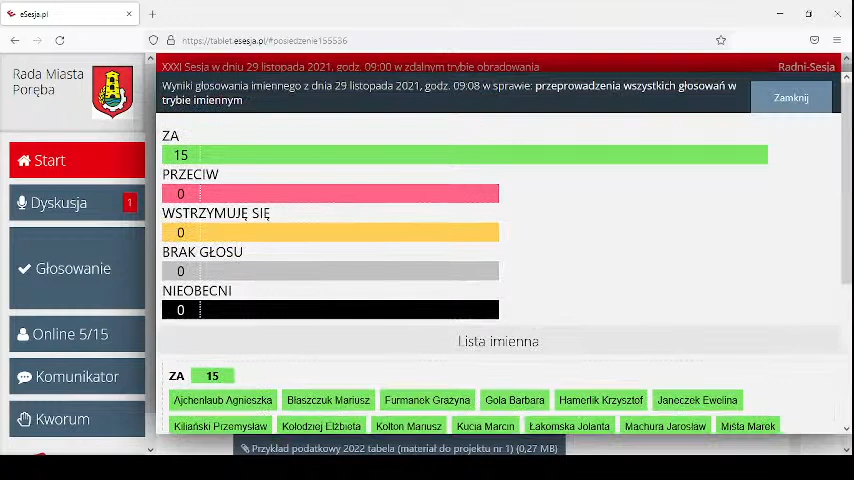 eSesja.pl
https://tablet.esesja.pl/#posiedzenie155536
Rada Miasta
Poręba
XXXI Sesja w dniu 29 listopada 2021, godz. 09:00 w zdalnym trybie obradowania
Radni-Sesja
Wyniki głosowania imiennego z dnia 29 listopada 2021, godz. 09:08 w sprawie: przeprowadzenia wszystkich głosowań w
trybie imiennym
Zamknij
Start
Dyskusja 1
Głosowanie
Online 5/15
Komunikator
Kworum
ZA
15
PRZECIW
0
WSTRZYMUJĘ SIĘ
0
BRAK GŁOSU
0
NIEOBECNI
0
Lista imienna
ZA 15
Ajchenlaub Agnieszka Błaszczuk Mariusz Furmanek Grażyna Gola Barbara Hamerlik Krzysztof Janeczek Ewelina
Kiliański Przemysław Kołodziej Elżbieta Kołton Mariusz Kucia Marcin Łakomska Jolanta Machura Jarosław Miśta Marek
Przykład podatkowy 2022 tabela (materiał do projektu nr 1) (0,27 MB)